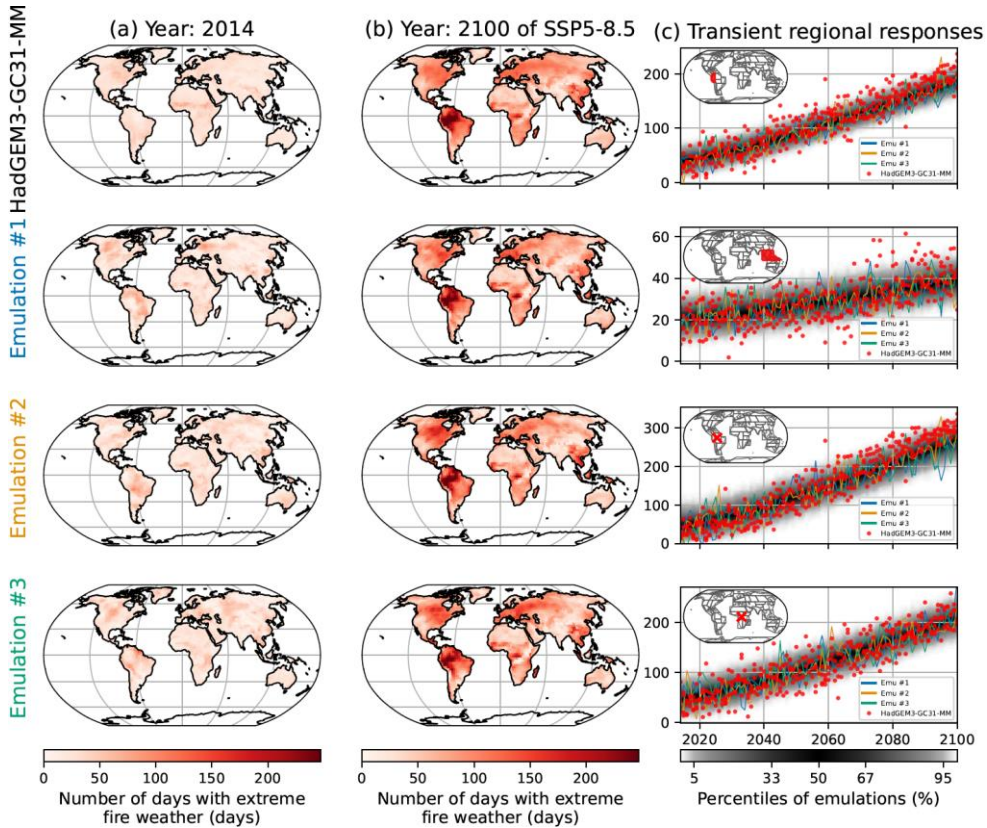 (a) Year: 2014
(b) Year: 2100 of SSP5-8.5
(c) Transient regional responses
HadGEM3-GC31-MM
200
100
0
Emu #1
Emu #2
Emu #3
HadGEM3-GC31-MM
Emulation #1
60
40
20
0
Emu #1
Emu #2
Emu #3
HadGEM3-GC31-MM
Emulation #2
300
200
100
0
Emu #1
Emu #2
Emu #3
HadGEM3-GC31-MM
Emulation #3
200
100
0
Emu #1
Emu #2
Emu #3
HadGEM3-GC31-MM
2020 2040 2060 2080 2100
0 50 100 150 200
Number of days with extreme
fire weather (days)
0 50 100 150 200
Number of days with extreme
fire weather (days)
5 33 50 67 95
Percentiles of emulations (%)